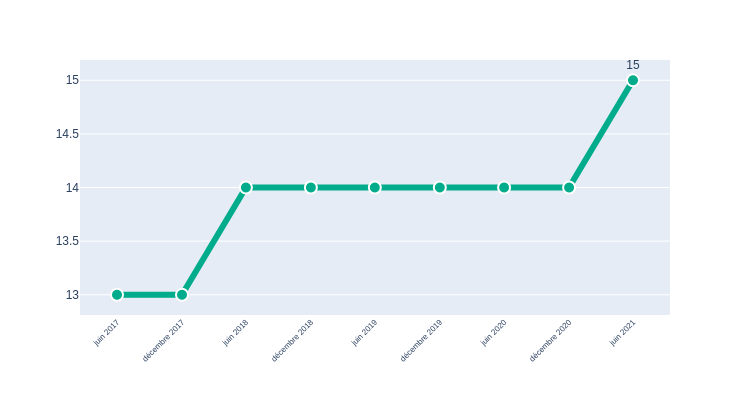 15
15
14.5
14
13.5
13
juin 2017
décembre 2017
juin 2018
décembre 2018
juin 2019
décembre 2019
juin 2020
décembre 2020
juin 2021